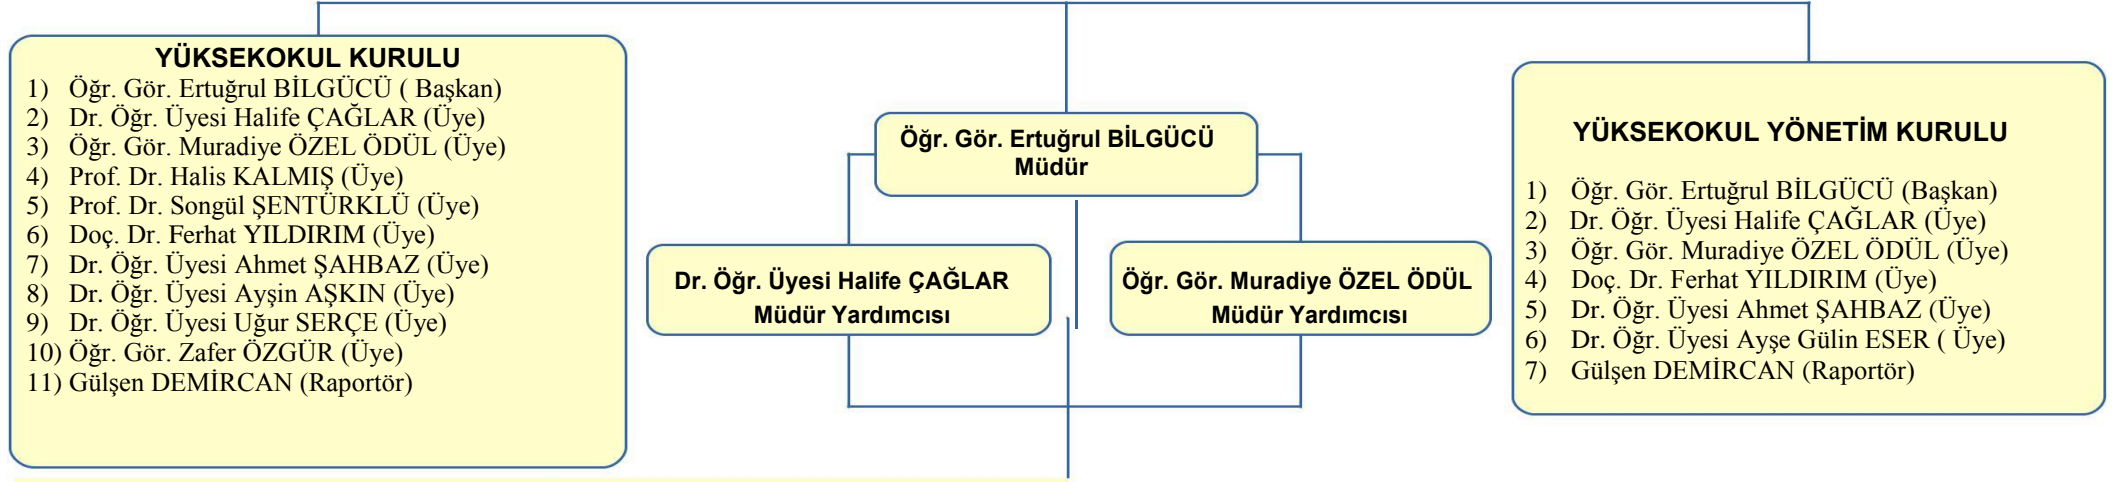 YÜKSEKOKUL KURULU
1) Öğr. Gör. Ertuğrul BİLGÜCÜ ( Başkan)
2) Dr. Öğr. Üyesi Halife ÇAĞLAR (Üye)
3) Öğr. Gör. Muradiye ÖZEL ÖDÜL (Üye)
4) Prof. Dr. Halis KALMIŞ (Üye)
5) Prof. Dr. Songül ŞENTÜRKLÜ (Üye)
6) Doç. Dr. Ferhat YILDIRIM (Üye)
7) Dr. Öğr. Üyesi Ahmet ŞAHBAZ (Üye)
8) Dr. Öğr. Üyesi Ayşin AŞKIN (Üye)
9) Dr. Öğr. Üyesi Uğur SERÇE (Üye)
10) Öğr. Gör. Zafer ÖZGÜR (Üye)
11) Gülşen DEMİRCAN (Raportör)
Öğr. Gör. Ertuğrul BİLGÜCÜ
Müdür
Dr. Öğr. Üyesi Halife ÇAĞLAR
Müdür Yardımcısı
Öğr. Gör. Muradiye ÖZEL ÖDÜL
Müdür Yardımcısı
YÜKSEKOKUL YÖNETİM KURULU
1) Öğr. Gör. Ertuğrul BİLGÜCÜ (Başkan)
2) Dr. Öğr. Üyesi Halife ÇAĞLAR (Üye)
3) Öğr. Gör. Muradiye ÖZEL ÖDÜL (Üye)
4) Doç. Dr. Ferhat YILDIRIM (Üye)
5) Dr. Öğr. Üyesi Ahmet ŞAHBAZ (Üye)
6) Dr. Öğr. Üyesi Ayşe Gülin ESER ( Üye)
7) Gülşen DEMİRCAN (Raportör)